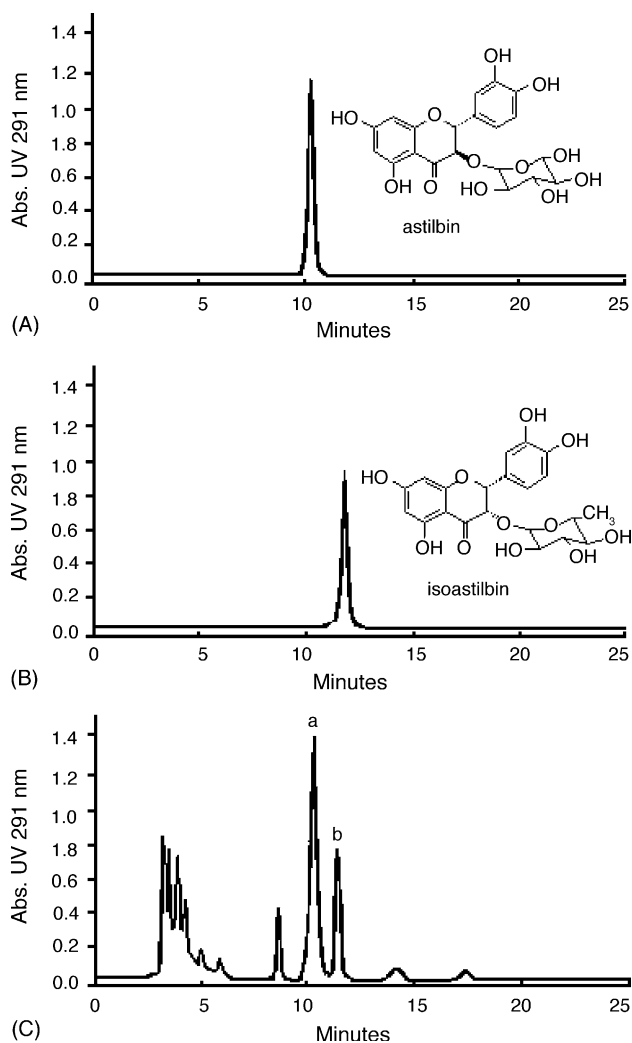 1.4
1.2
1.0
1.8
0.6
0.4
0.2
0.0
Abs. UV 291 nm
OH
OH
HO
O
O
OH
O
O
OH
HO
OH
OH
astilbin
0 5 10 15 20 25
Minutes
(A)
1.4
1.2
1.0
1.8
0.6
0.4
0.2
0.0
Abs. UV 291 nm
OH
OH
HO
O
O
O
CH3
OH
O
HO
OH
OH
isoastilbin
0 5 10 15 20 25
Minutes
(B)
1.4
1.2
1.0
1.8
0.6
0.4
0.2
0.0
Abs. UV 291 nm
a
b
0 5 10 15 20 25
Minutes
(C)